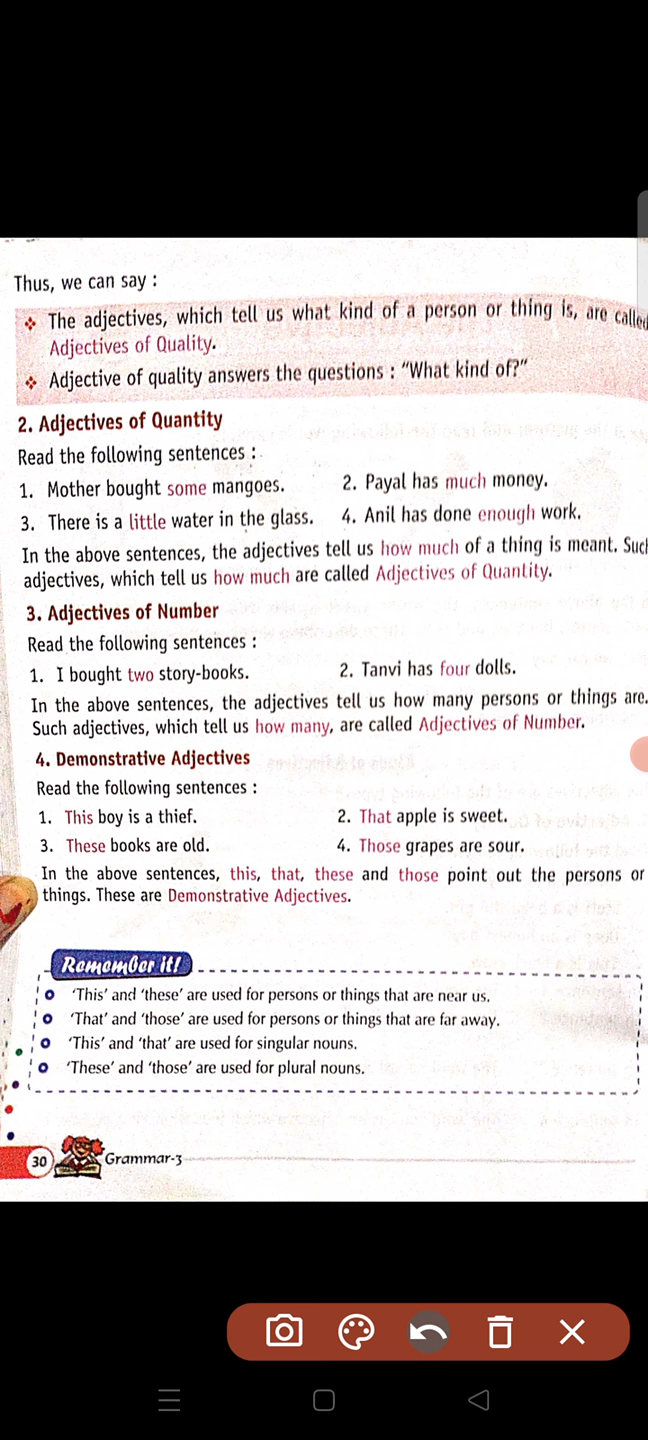 Thus, we can say :
❖ The adjectives, which tell us what kind of a person or thing is, are called
Adjectives of Quality.
❖ Adjective of quality answers the questions : “What kind of?”
2. Adjectives of Quantity
Read the following sentences :
1. Mother bought some mangoes. 2. Payal has much money.
3. There is a little water in the glass. 4. Anil has done enough work.
In the above sentences, the adjectives tell us how much of a thing is meant. Such
adjectives, which tell us how much are called Adjectives of Quantity.
3. Adjectives of Number
Read the following sentences :
1. I bought two story-books. 2. Tanvi has four dolls.
In the above sentences, the adjectives tell us how many persons or things are.
Such adjectives, which tell us how many, are called Adjectives of Number.
4. Demonstrative Adjectives
Read the following sentences :
1. This boy is a thief. 2. That apple is sweet.
3. These books are old. 4. Those grapes are sour.
In the above sentences, this, that, these and those point out the persons or
things. These are Demonstrative Adjectives.
Remember it!
‘This’ and ‘these’ are used for persons or things that are near us.
‘That’ and ‘those’ are used for persons or things that are far away.
‘This’ and ‘that’ are used for singular nouns.
‘These’ and ‘those’ are used for plural nouns.
30 Grammar-3